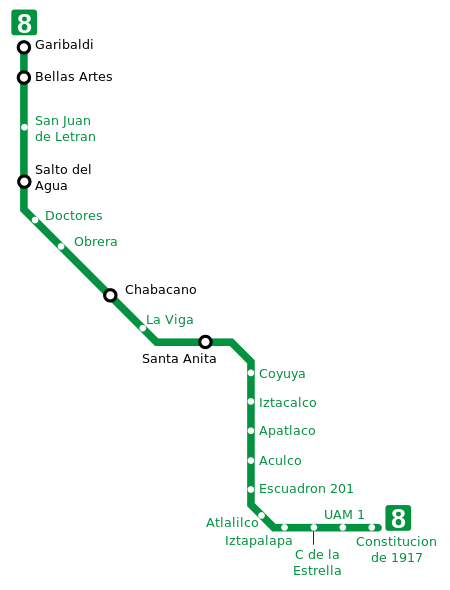 8
Garibaldi
Bellas Artes
San Juan
de Letran
Salto del
Agua
Doctores
Obrera
Chabacano
La Viga
Santa Anita
Coyuya
Iztacalco
Apatlaco
Aculco
Escuadron 201
Atlalilco
Iztapalapa
C de la
Estrella
UAM 1
8
Constitucion
de 1917